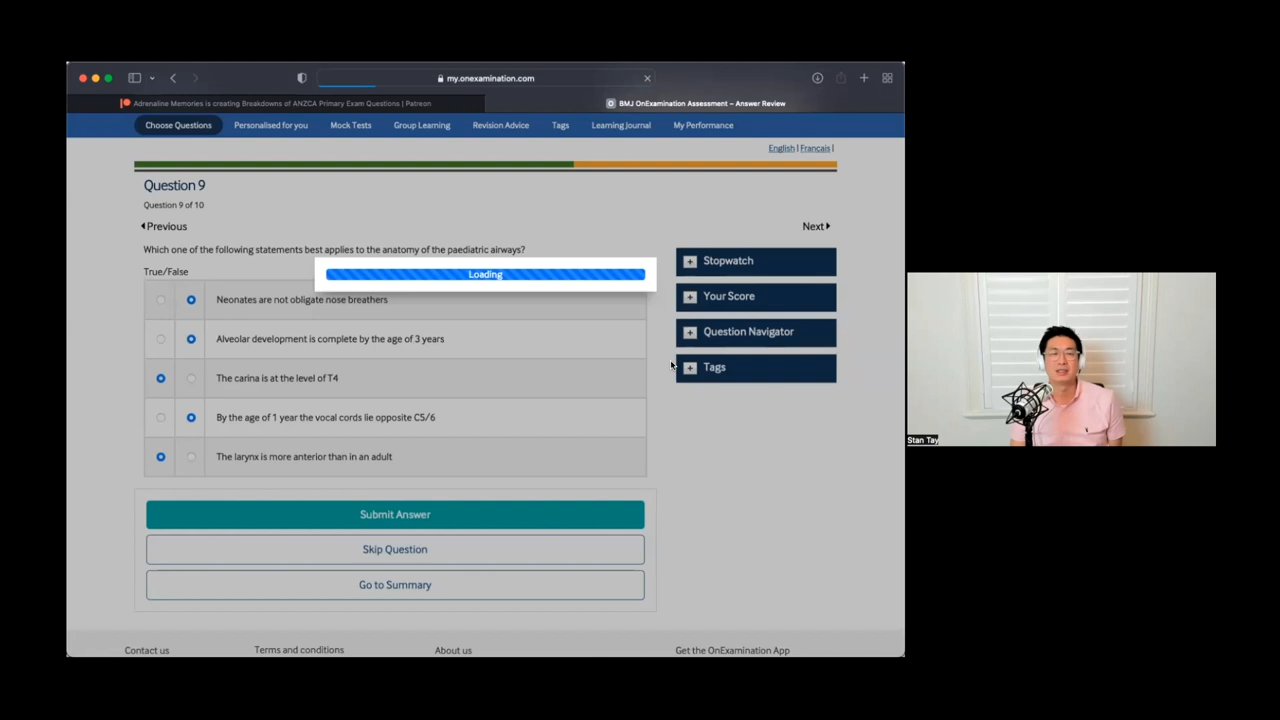 my.onexamination.com
Adrenaline Memories is creating Breakdowns of ANZCA Primary Exam Questions | Patreon
BMJ OnExamination Assessment – Answer Review
Choose Questions
Personalised for you
Mock Tests
Group Learning
Revision Advice
Tags
Learning Journal
My Performance
English | Français |
Question 9
Question 9 of 10
Previous
Next
Which one of the following statements best applies to the anatomy of the paediatric airways?
True/False
Loading
Neonates are not obligate nose breathers
Alveolar development is complete by the age of 3 years
The carina is at the level of T4
By the age of 1 year the vocal cords lie opposite C5/6
The larynx is more anterior than in an adult
Stopwatch
Your Score
Question Navigator
Tags
Submit Answer
Skip Question
Go to Summary
Contact us
Terms and conditions
About us
Get the OnExamination App
Stan Tay